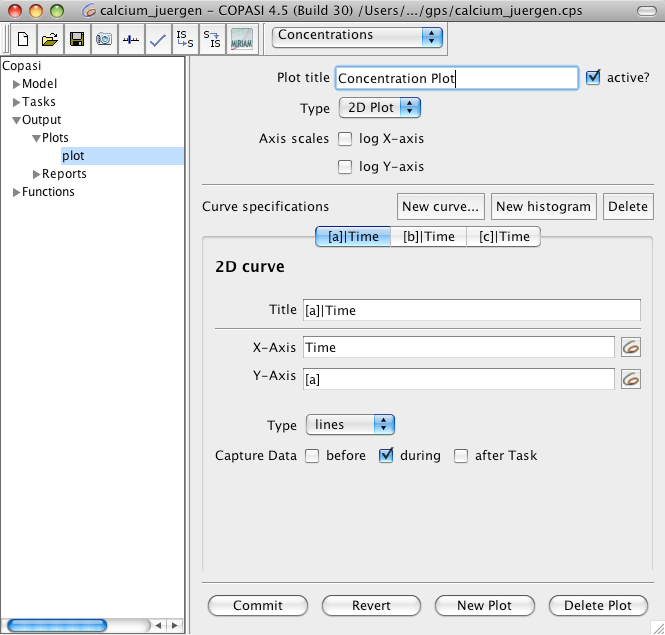 calcium_juergen – COPASI 4.5 (Build 30) /Users/.../gps/calcium_juergen.cps
IS
S
S
IS
MIRIAM
Concentrations
Copasi
Model
Tasks
Output
Plots
plot
Reports
Functions
Plot title Concentration Plot active?
Type 2D Plot
Axis scales log X-axis
log Y-axis
Curve specifications New curve... New histogram Delete
[a]|Time [b]|Time [c]|Time
2D curve
Title [a]|Time
X-Axis Time
Y-Axis [a]
Type lines
Capture Data before during after Task
Commit Revert New Plot Delete Plot